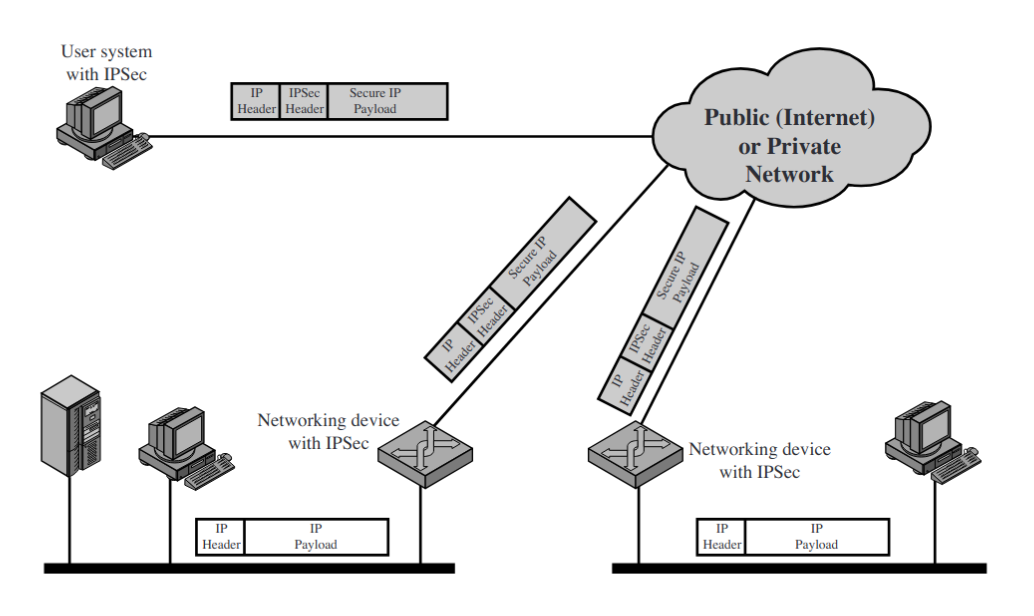 User system
with IPSec
IP
Header
IPSec
Header
Secure IP
Payload
Public (Internet)
or Private
Network
IP
Header
IPSec
Header
Secure IP
Payload
IP
Header
IPSec
Header
Secure IP
Payload
Networking device
with IPSec
Networking device
with IPSec
IP
Header
IP
Payload
IP
Header
IP
Payload